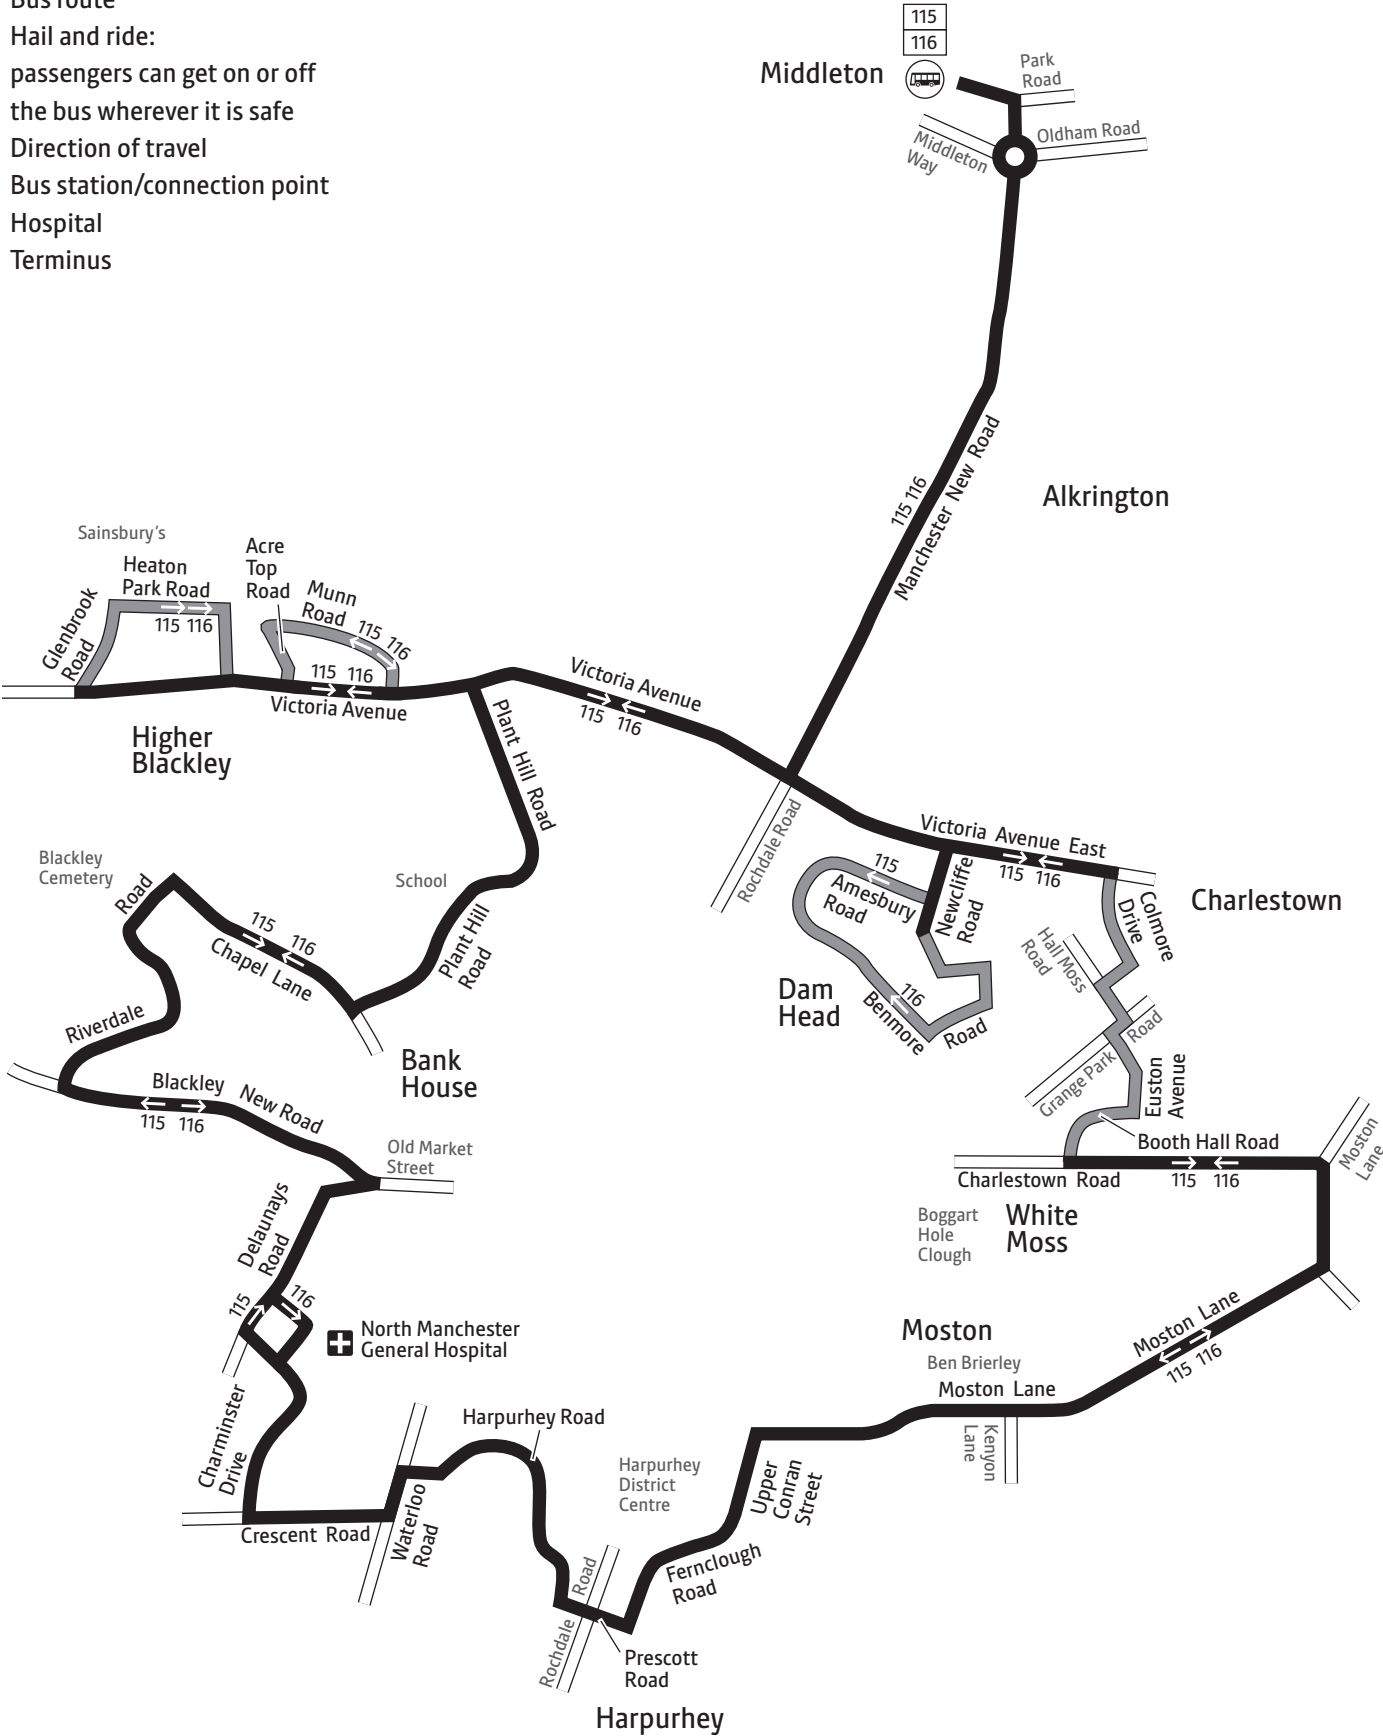 Bus route
Hail and ride:
passengers can get on or off
the bus wherever it is safe
Direction of travel
Bus station/connection point
Hospital
Terminus
115
116
Middleton
Park
Road
Middleton
Way
Oldham Road
115 116
Manchester New Road
Alkrington
Sainsbury's
Heaton
Park Road
115 116
Glenbrook
Road
Acre
Top
Road
Munn
Road
115
116
115 116
Victoria Avenue
Higher
Blackley
Victoria Avenue
115
116
Plant Hill Road
Rochdale Road
Victoria Avenue East
115
116
Charlestown
115
Amesbury
Road
Newcliffe
Road
Colmore
Drive
Hall Moss
Road
Dam
Head
116
Benmore
Road
Grange Park
Road
Euston
Avenue
Blackley
Cemetery
School
Road
115
116
Chapel Lane
Plant Hill
Road
Riverdale
Bank
House
Blackley
New Road
115
116
Old Market
Street
Booth Hall Road
Moston
Lane
Charlestown Road
115
116
Boggart
Hole
Clough
White
Moss
Delaunays
Road
115
116
North Manchester
General Hospital
Moston
Ben Brierley
Moston Lane
Moston Lane
115 116
Kenyon
Lane
Charminster
Drive
Harpurhey Road
Harpurhey
District
Centre
Upper
Conran
Street
Crescent Road
Waterloo
Road
Fernclough
Road
Rochdale
Road
Prescott
Road
Harpurhey